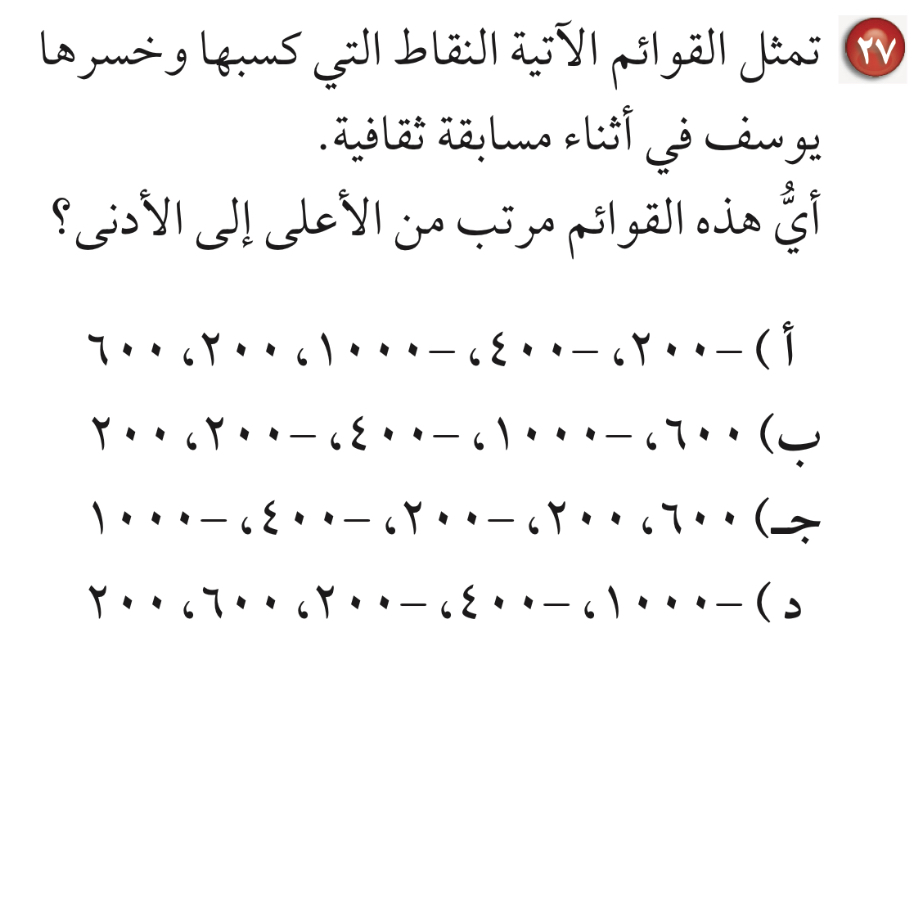 ٢٧ تمثل القوائم الآتية النقاط التي كسبها وخسرها
يوسف في أثناء مسابقة ثقافية.
أيُّ هذه القوائم مرتب من الأعلى إلى الأدنى؟
أ ) –٢٠٠، –٤٠٠، –١٠٠٠، ٢٠٠، ٦٠٠
ب) ٦٠٠، –١٠٠٠، –٤٠٠، –٢٠٠، ٢٠٠
جـ) ٦٠٠، ٢٠٠، –٢٠٠، –٤٠٠، –١٠٠٠
د ) –١٠٠٠، –٤٠٠، –٢٠٠، ٦٠٠، ٢٠٠